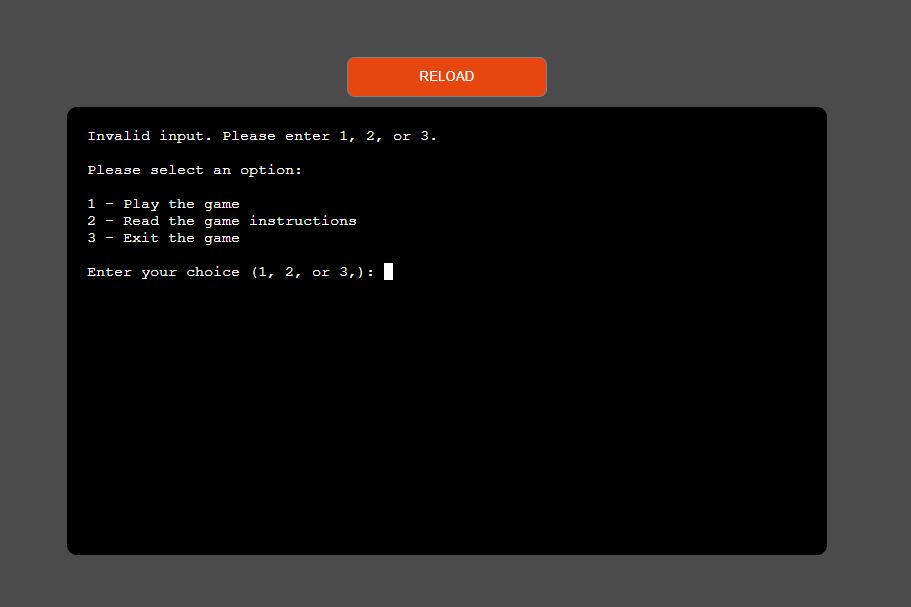 RELOAD
Invalid input. Please enter 1, 2, or 3.
Please select an option:
1 - Play the game
2 - Read the game instructions
3 - Exit the game
Enter your choice (1, 2, or 3,):